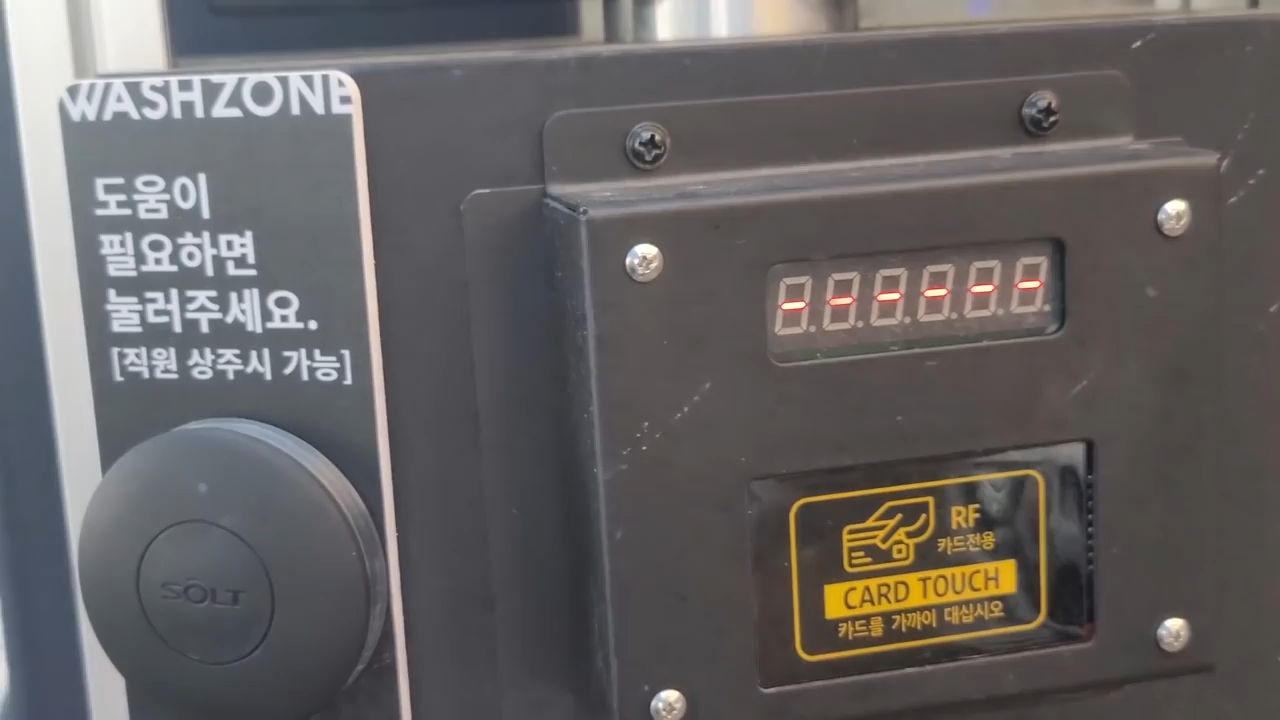 WASHZONE
도움이
필요하면
눌러주세요.
[직원 상주시 가능]
SOLT
------
RF
카드전용
CARD TOUCH
카드를 가까이 대십시오